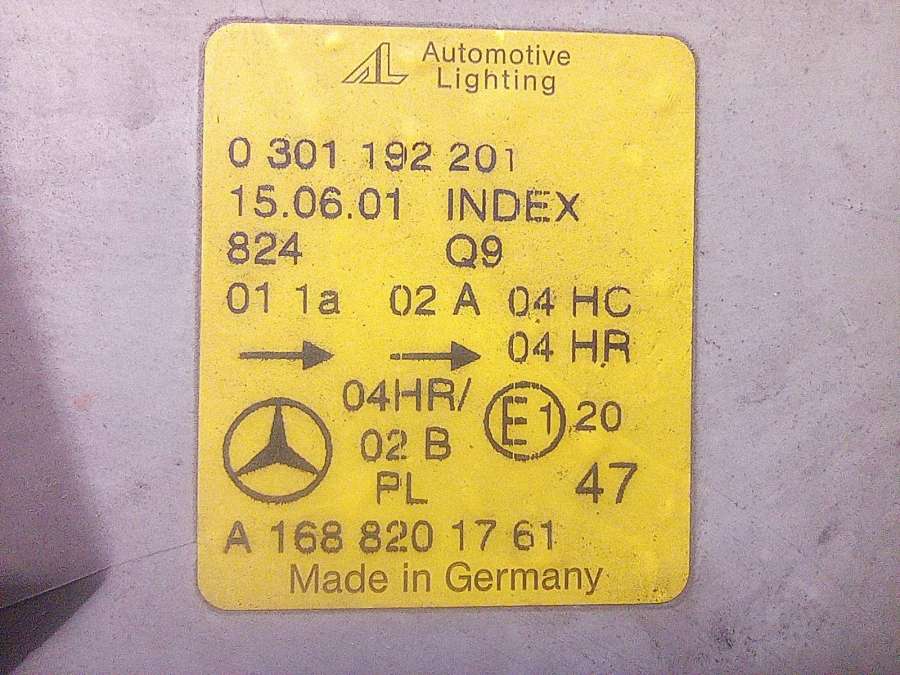 AL Automotive
Lighting
0 301 192 201
15.06.01 INDEX
824 Q9
01 1a 02 A 04 HC
04 HR
04HR/
02 B
PL
E1 20
47
A 168 820 17 61
Made in Germany